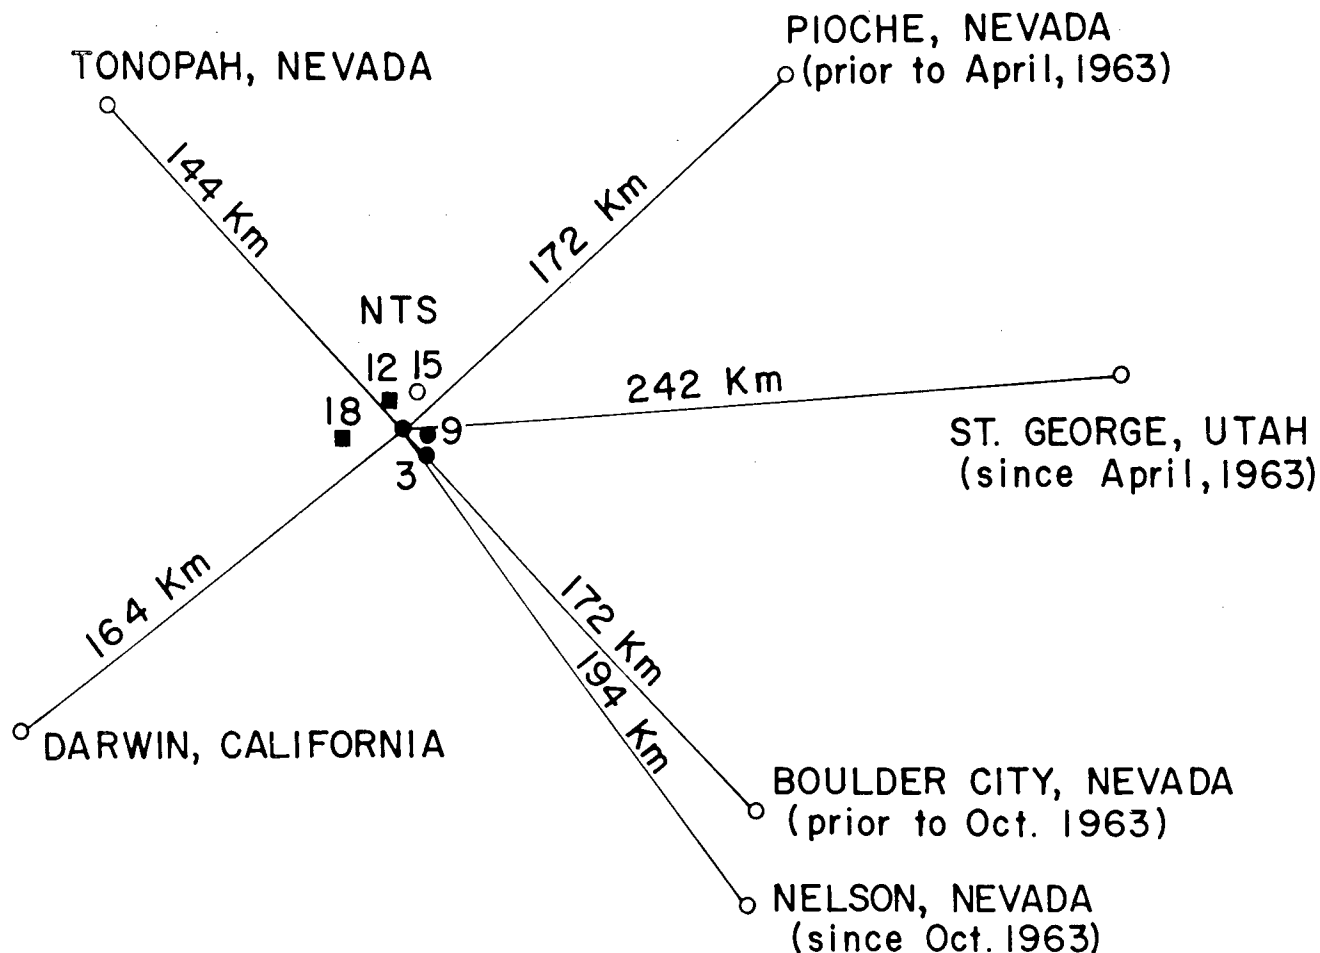 TONOPAH, NEVADA
PIOCHE, NEVADA
(prior to April, 1963)
144 Km
172 Km
NTS
12 15
18
9
3
242 Km
ST. GEORGE, UTAH
(since April, 1963)
164 Km
172 Km
194 Km
DARWIN, CALIFORNIA
BOULDER CITY, NEVADA
(prior to Oct. 1963)
NELSON, NEVADA
(since Oct. 1963)